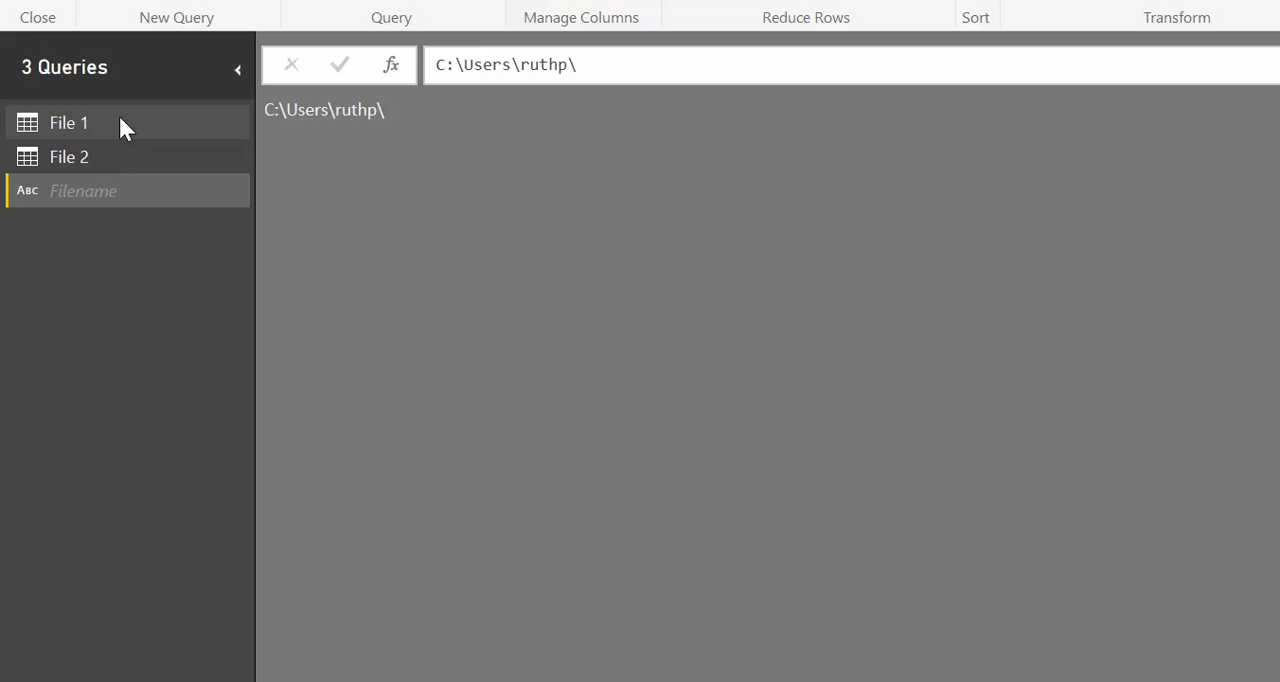 Close New Query Query Manage Columns Reduce Rows Sort Transform
3 Queries
fx C:\Users\ruthp\
C:\Users\ruthp\
File 1
File 2
ABC Filename